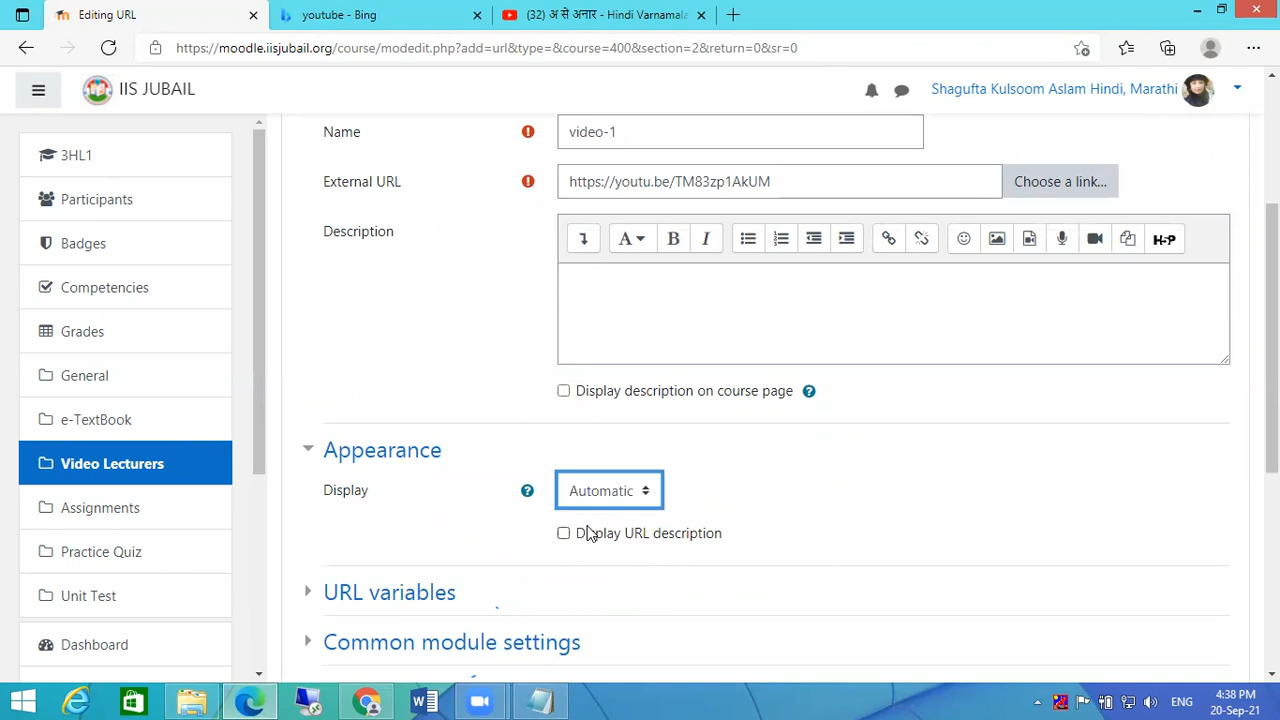 Editing URL
youtube - Bing
(32) अ से अनार - Hindi Varnamala
https://moodle.iisjubail.org/course/modedit.php?add=url&type=&course=400&section=2&return=0&sr=0
IIS JUBAIL
Shagufta Kulsoom Aslam Hindi, Marathi
3HL1
Participants
Badges
Competencies
Grades
General
e-TextBook
Video Lecturers
Assignments
Practice Quiz
Unit Test
Dashboard
Name
video-1
External URL
https://youtu.be/TM83zp1AkUM
Choose a link...
Description
A
B
I
H-P
Display description on course page
Appearance
Display
Automatic
Display URL description
URL variables
Common module settings
ENG
4:38 PM
20-Sep-21